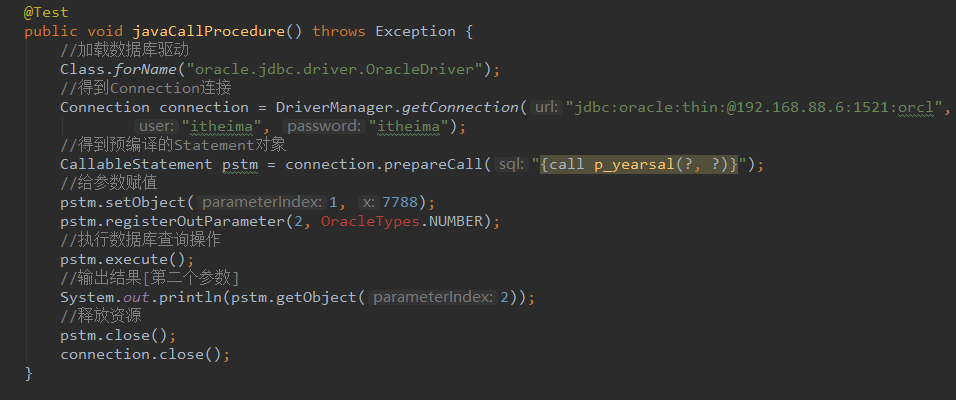 @Test
public void javaCallProcedure() throws Exception {
//加载数据库驱动
Class.forName("oracle.jdbc.driver.OracleDriver");
//得到Connection连接
Connection connection = DriverManager.getConnection( url: "jdbc:oracle:thin:@192.168.88.6:1521:orcl",
user: "itheima", password: "itheima");
//得到预编译的Statement对象
CallableStatement pstm = connection.prepareCall( sql: "{call p_yearsal(?, ?)}");
//给参数赋值
pstm.setObject( parameterIndex: 1, x: 7788);
pstm.registerOutParameter(2, OracleTypes.NUMBER);
//执行数据库查询操作
pstm.execute();
//输出结果[第二个参数]
System.out.println(pstm.getObject( parameterIndex: 2));
//释放资源
pstm.close();
connection.close();
}